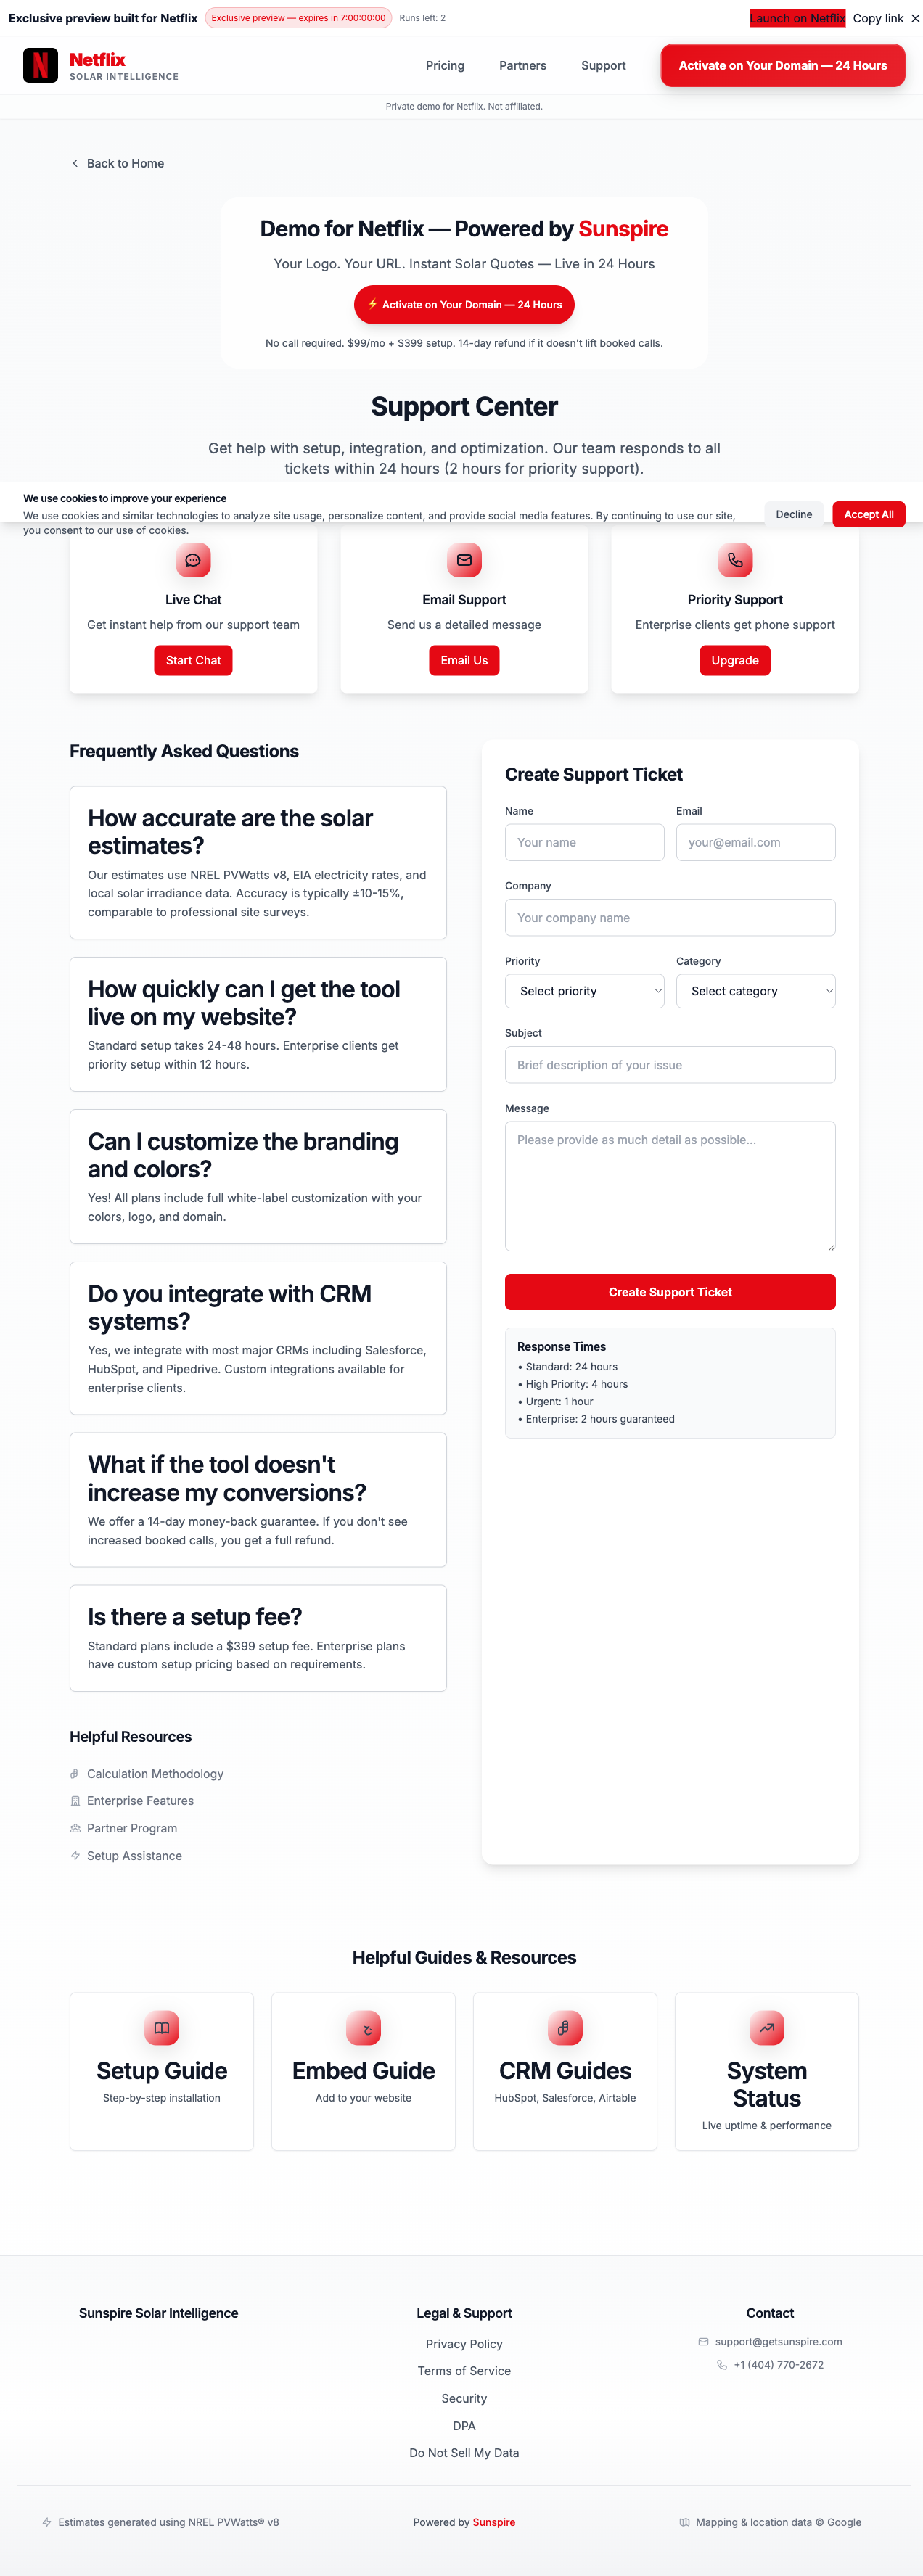 Exclusive preview built for Netflix
Exclusive preview — expires in 7:00:00:00
Runs left: 2
Launch on Netflix
Copy link
Netflix
SOLAR INTELLIGENCE
Pricing
Partners
Support
Activate on Your Domain — 24 Hours
Private demo for Netflix. Not affiliated.
Back to Home
Demo for Netflix — Powered by Sunspire
Your Logo. Your URL. Instant Solar Quotes — Live in 24 Hours
⚡ Activate on Your Domain — 24 Hours
No call required. $99/mo + $399 setup. 14-day refund if it doesn't lift booked calls.
Support Center
Get help with setup, integration, and optimization. Our team responds to all
tickets within 24 hours (2 hours for priority support).
We use cookies to improve your experience
We use cookies and similar technologies to analyze site usage, personalize content, and provide social media features. By continuing to use our site,
you consent to our use of cookies.
Decline
Accept All
Live Chat
Get instant help from our support team
Start Chat
Email Support
Send us a detailed message
Email Us
Priority Support
Enterprise clients get phone support
Upgrade
Frequently Asked Questions
How accurate are the solar
estimates?
Our estimates use NREL PVWatts v8, EIA electricity rates, and
local solar irradiance data. Accuracy is typically ±10-15%,
comparable to professional site surveys.
How quickly can I get the tool
live on my website?
Standard setup takes 24-48 hours. Enterprise clients get
priority setup within 12 hours.
Can I customize the branding
and colors?
Yes! All plans include full white-label customization with your
colors, logo, and domain.
Do you integrate with CRM
systems?
Yes, we integrate with most major CRMs including Salesforce,
HubSpot, and Pipedrive. Custom integrations available for
enterprise clients.
What if the tool doesn't
increase my conversions?
We offer a 14-day money-back guarantee. If you don't see
increased booked calls, you get a full refund.
Is there a setup fee?
Standard plans include a $399 setup fee. Enterprise plans
have custom setup pricing based on requirements.
Helpful Resources
Calculation Methodology
Enterprise Features
Partner Program
Setup Assistance
Create Support Ticket
Name
Email
Your name
your@email.com
Company
Your company name
Priority
Category
Select priority
Select category
Subject
Brief description of your issue
Message
Please provide as much detail as possible...
Create Support Ticket
Response Times
• Standard: 24 hours
• High Priority: 4 hours
• Urgent: 1 hour
• Enterprise: 2 hours guaranteed
Helpful Guides & Resources
Setup Guide
Step-by-step installation
Embed Guide
Add to your website
CRM Guides
HubSpot, Salesforce, Airtable
System
Status
Live uptime & performance
Sunspire Solar Intelligence
Legal & Support
Privacy Policy
Terms of Service
Security
DPA
Do Not Sell My Data
Contact
support@getsunspire.com
+1 (404) 770-2672
Estimates generated using NREL PVWatts® v8
Powered by Sunspire
Mapping & location data © Google